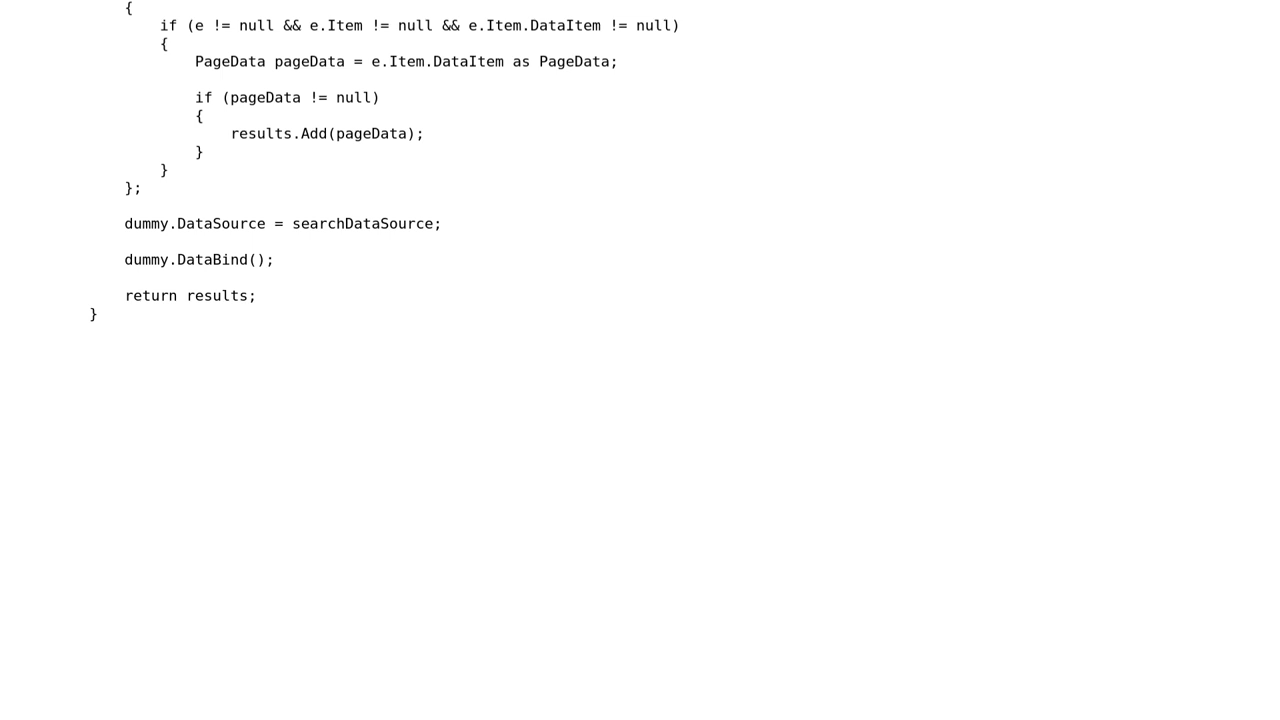 {
if (e != null && e.Item != null && e.Item.DataItem != null)
{
PageData pageData = e.Item.DataItem as PageData;
if (pageData != null)
{
results.Add(pageData);
}
}
};
dummy.DataSource = searchDataSource;
dummy.DataBind();
return results;
}